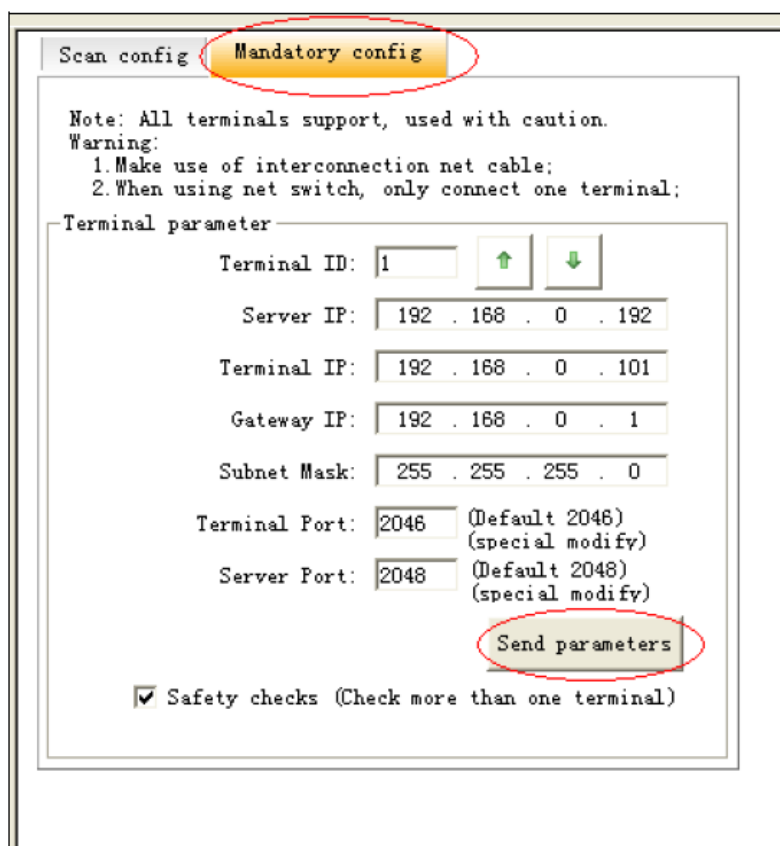 Scan config
Mandatory config
Note: All terminals support, used with caution.
Warning:
1.Make use of interconnection net cable;
2.When using net switch, only connect one terminal;
Terminal parameter
Terminal ID: 1
Server IP: 192 . 168 . 0 . 192
Terminal IP: 192 . 168 . 0 . 101
Gateway IP: 192 . 168 . 0 . 1
Subnet Mask: 255 . 255 . 255 . 0
Terminal Port: 2046 (Default 2046)
(special modify)
Server Port: 2048 (Default 2048)
(special modify)
Send parameters
Safety checks (Check more than one terminal)